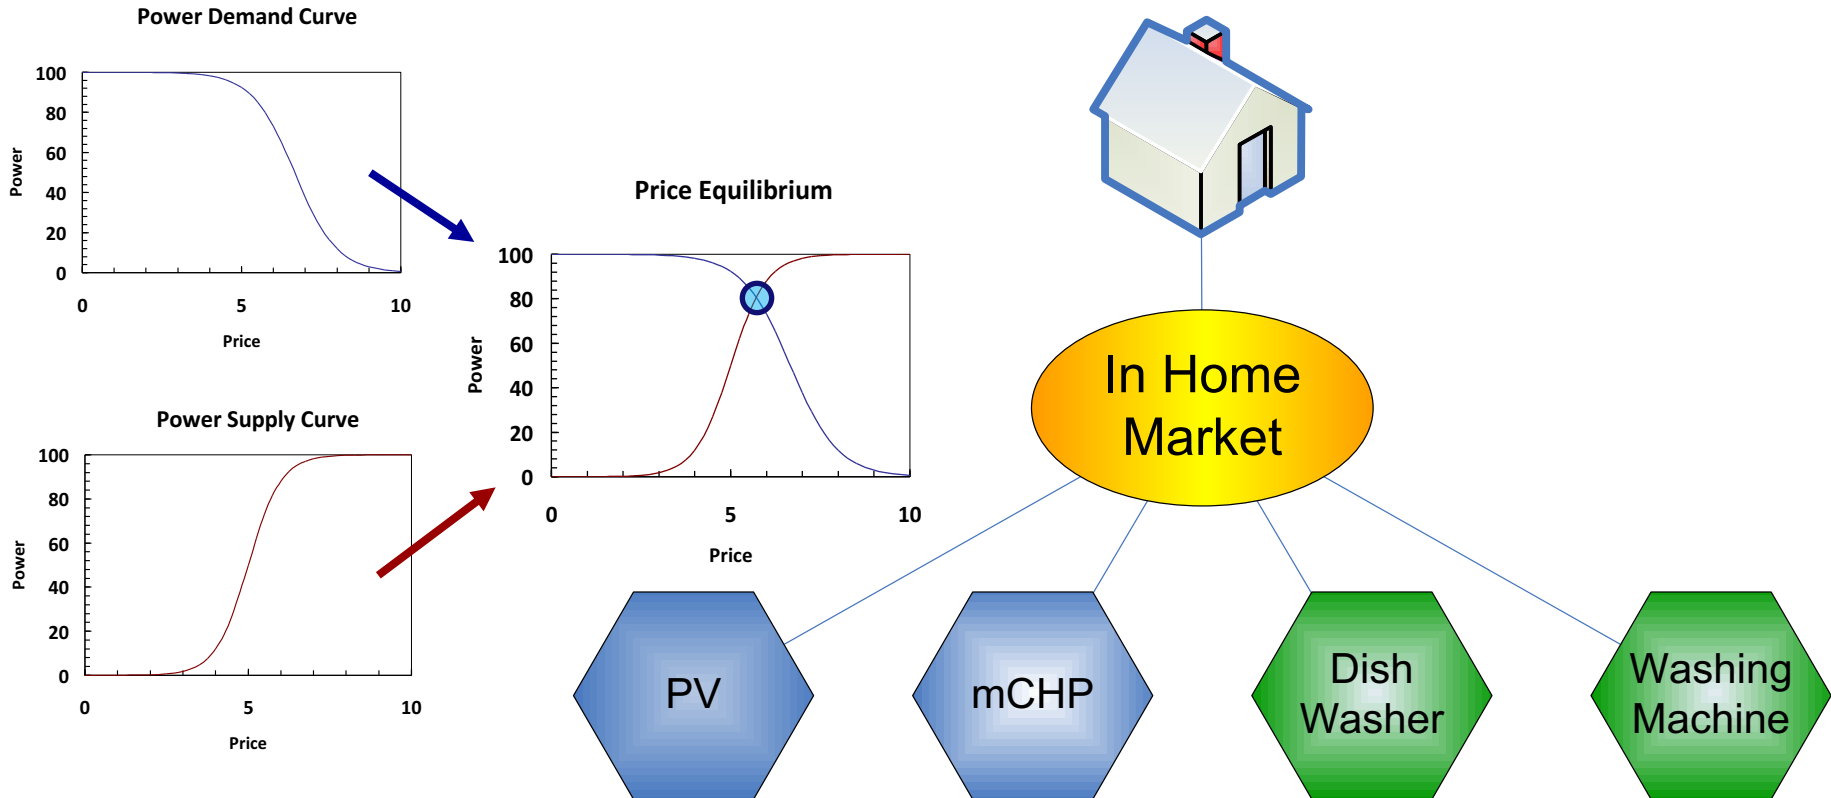 Power Demand Curve
100
80
60
40
20
0
Power
0 5 10
Price
Power Supply Curve
100
80
60
40
20
0
Power
0 5 10
Price
Price Equilibrium
100
80
60
40
20
0
Power
0 5 10
Price
In Home
Market
PV
mCHP
Dish
Washer
Washing
Machine